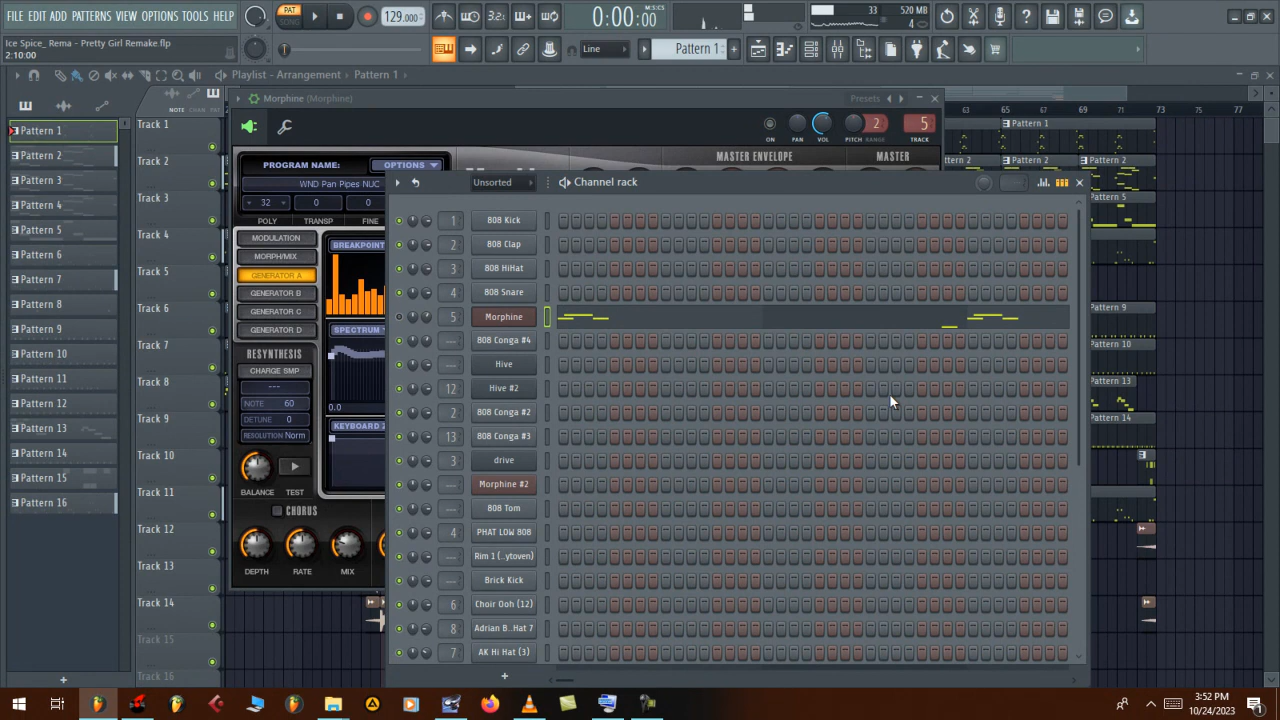 FILE EDIT ADD PATTERNS VIEW OPTIONS TOOLS HELP
PAT
SONG
129.000
3 2
0:00:00
M:S:CS
33
520 MB
4
Ice Spice_ Rema - Pretty Girl Remake.flp
2:10:00
Line
Pattern 1
Playlist - Arrangement
Pattern 1
NOTE CHAN PAT
Morphine (Morphine)
Presets
63 65 67 69 71 73 75 77
ON PAN VOL PITCH RANGE 2 5 TRACK
PROGRAM NAME: OPTIONS
MASTER ENVELOPE
MASTER
WND Pan Pipes NUC
32 0 0
POLY TRANSP FINE
MODULATION
MORPH/MIX
GENERATOR A
GENERATOR B
GENERATOR C
GENERATOR D
BREAKPOINT
SPECTRUM
0.0
KEYBOARD
RESYNTHESIS
CHARGE SMP
---
NOTE 60
DETUNE 0
RESOLUTION Norm
BALANCE TEST
CHORUS
DEPTH RATE MIX
Unsorted
Channel rack
1 808 Kick
2 808 Clap
3 808 HiHat
4 808 Snare
5 Morphine
--- 808 Conga #4
--- Hive
12 Hive #2
2 808 Conga #2
13 808 Conga #3
3 drive
--- Morphine #2
--- 808 Tom
4 PHAT LOW 808
--- Rim 1 (..ytoven)
--- Brick Kick
6 Choir Ooh (12)
8 Adrian B..Hat 7
7 AK Hi Hat (3)
Pattern 1
Pattern 2
Pattern 3
Pattern 4
Pattern 5
Pattern 6
Pattern 7
Pattern 8
Pattern 9
Pattern 10
Pattern 11
Pattern 12
Pattern 13
Pattern 14
Pattern 15
Pattern 16
Track 1
Track 2
Track 3
Track 4
Track 5
Track 6
Track 7
Track 8
Track 9
Track 10
Track 11
Track 12
Track 13
Track 14
Track 15
Track 16
Pattern 1
Pattern 2
Pattern 2
Pattern 5
Pattern 9
Pattern 10
Pattern 13
Pattern 14
3:52 PM
10/24/2023